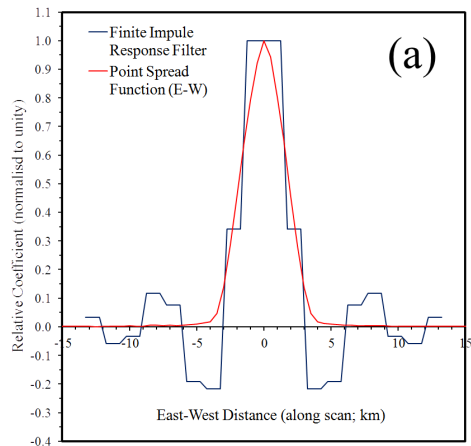 1.1
1.0
0.9
0.8
0.7
0.6
0.5
0.4
0.3
0.2
0.1
0.0
-0.1
-0.2
-0.3
-0.4
Relative Coefficient (normalisd to unity)
Finite Impule
Response Filter
Point Spread
Function (E-W)
(a)
-15 -10 -5 0 5 10 15
East-West Distance (along scan; km)